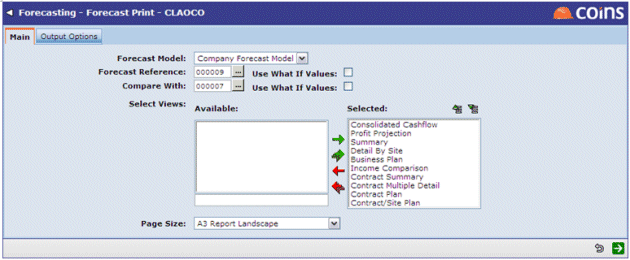 Forecasting - Forecast Print - CLAOCO
coins
Main
Output Options
Forecast Model: Company Forecast Model
Forecast Reference: 000009 ... Use What If Values:
Compare With: 000007 ... Use What If Values:
Select Views: Available: Selected:
Consolidated Cashflow
Profit Projection
Summary
Detail By Site
Business Plan
Income Comparison
Contract Summary
Contract Multiple Detail
Contract Plan
Contract/Site Plan
Page Size: A3 Report Landscape